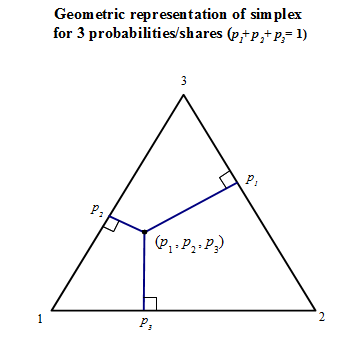 Geometric representation of simplex
for 3 probabilities/shares (p₁+p₂+p₃= 1)
3
p₁
p₂
(p₁, p₂, p₃)
1
2
p₃